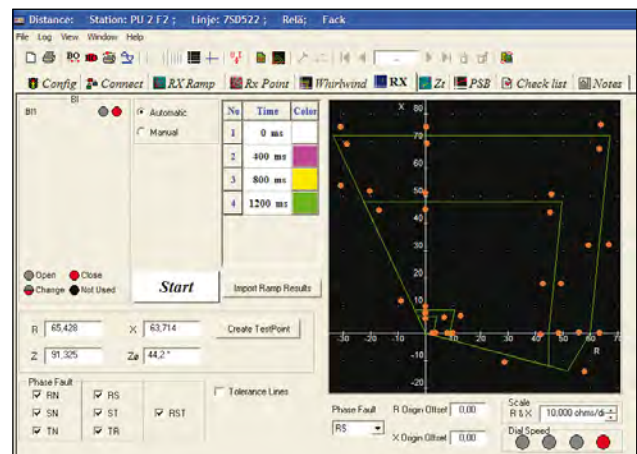 Distance: Station: PU 2 F2 ; Linje: 7SD522 ; Relä; Fack
File Log View Window Help
Config Connect RX Ramp Rx Point Whirlwind RX Zt PSB Check list Notes
BI
BI1
Automatic
Manual
No Time Color
1 0 ms
2 400 ms
3 800 ms
4 1200 ms
Open Close
Change Not Used
Start
Import Ramp Results
R 65,428 X 63,714
Create TestPoint
Z 91,325 Zø 44,2 °
Phase Fault
RN RS
SN ST RST
TN TR
Tolerance Lines
X 80
70
60
50
40
30
20
10
-30 -20 -10 0 10 20 30 40 50 60 70
R
-10
-20
Phase Fault
RS
R Origin Offset 0,00
X Origin Offset 0,00
Scale
R & X 10.000 ohms/di
Dial Speed